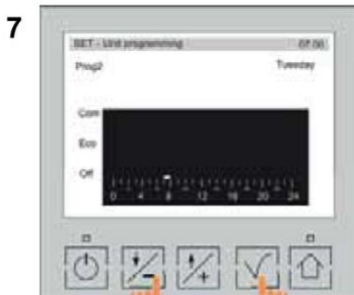 7
SET - Unit programming 07:00
Prog2 Tuesday
Com
Eco
Off
0 4 8 12 16 20 24